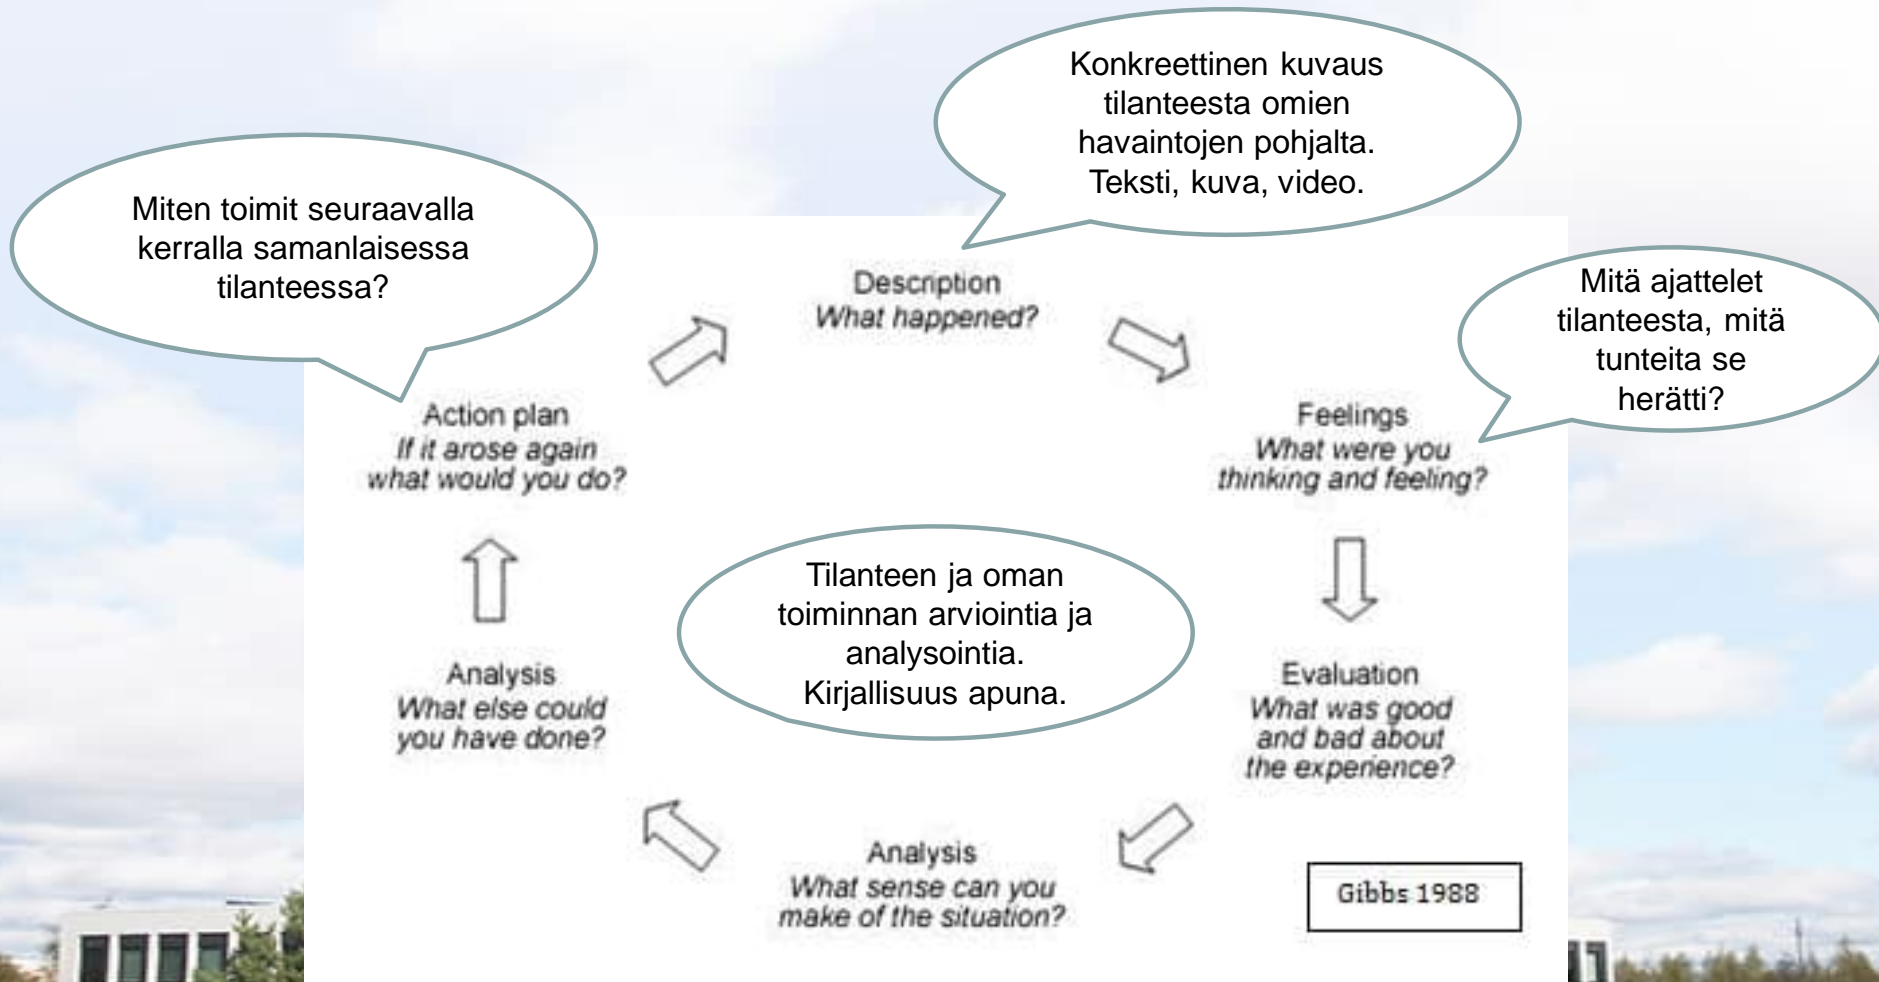 Konkreettinen kuvaus
tilanteesta omien
havaintojen pohjalta.
Teksti, kuva, video.
Miten toimit seuraavalla
kerralla samanlaisessa
tilanteessa?
Mitä ajattelet
tilanteesta, mitä
tunteita se
herätti?
Description
What happened?
Action plan
If it arose again
what would you do?
Feelings
What were you
thinking and feeling?
Tilanteen ja oman
toiminnan arviointia ja
analysointia.
Kirjallisuus apuna.
Analysis
What else could
you have done?
Evaluation
What was good
and bad about
the experience?
Analysis
What sense can you
make of the situation?
Gibbs 1988